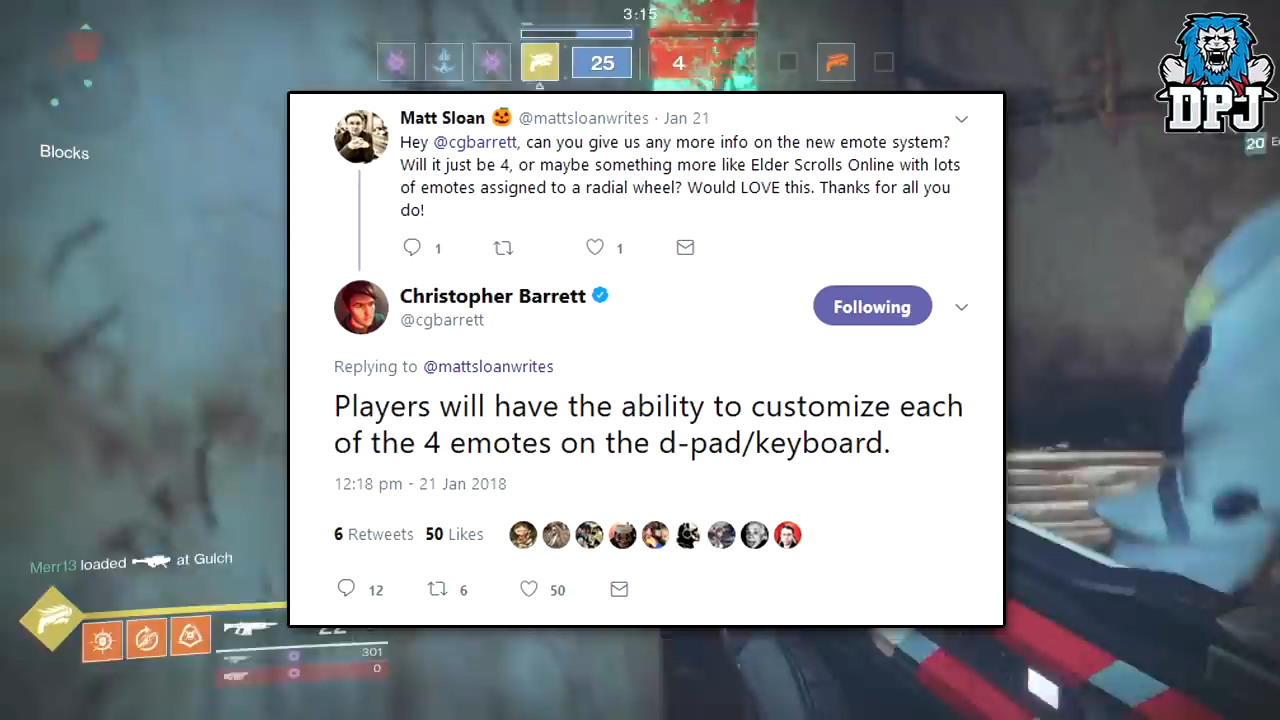 3:15
25
4
DPJ
20
Blocks
Matt Sloan 🎃 @mattsloanwrites · Jan 21
Hey @cgbarrett, can you give us any more info on the new emote system?
Will it just be 4, or maybe something more like Elder Scrolls Online with lots
of emotes assigned to a radial wheel? Would LOVE this. Thanks for all you
do!
1
1
Christopher Barrett
@cgbarrett
Following
Replying to @mattsloanwrites
Players will have the ability to customize each
of the 4 emotes on the d-pad/keyboard.
12:18 pm - 21 Jan 2018
6 Retweets 50 Likes
12
6
50
Merr13 loaded at Gulch
301
0